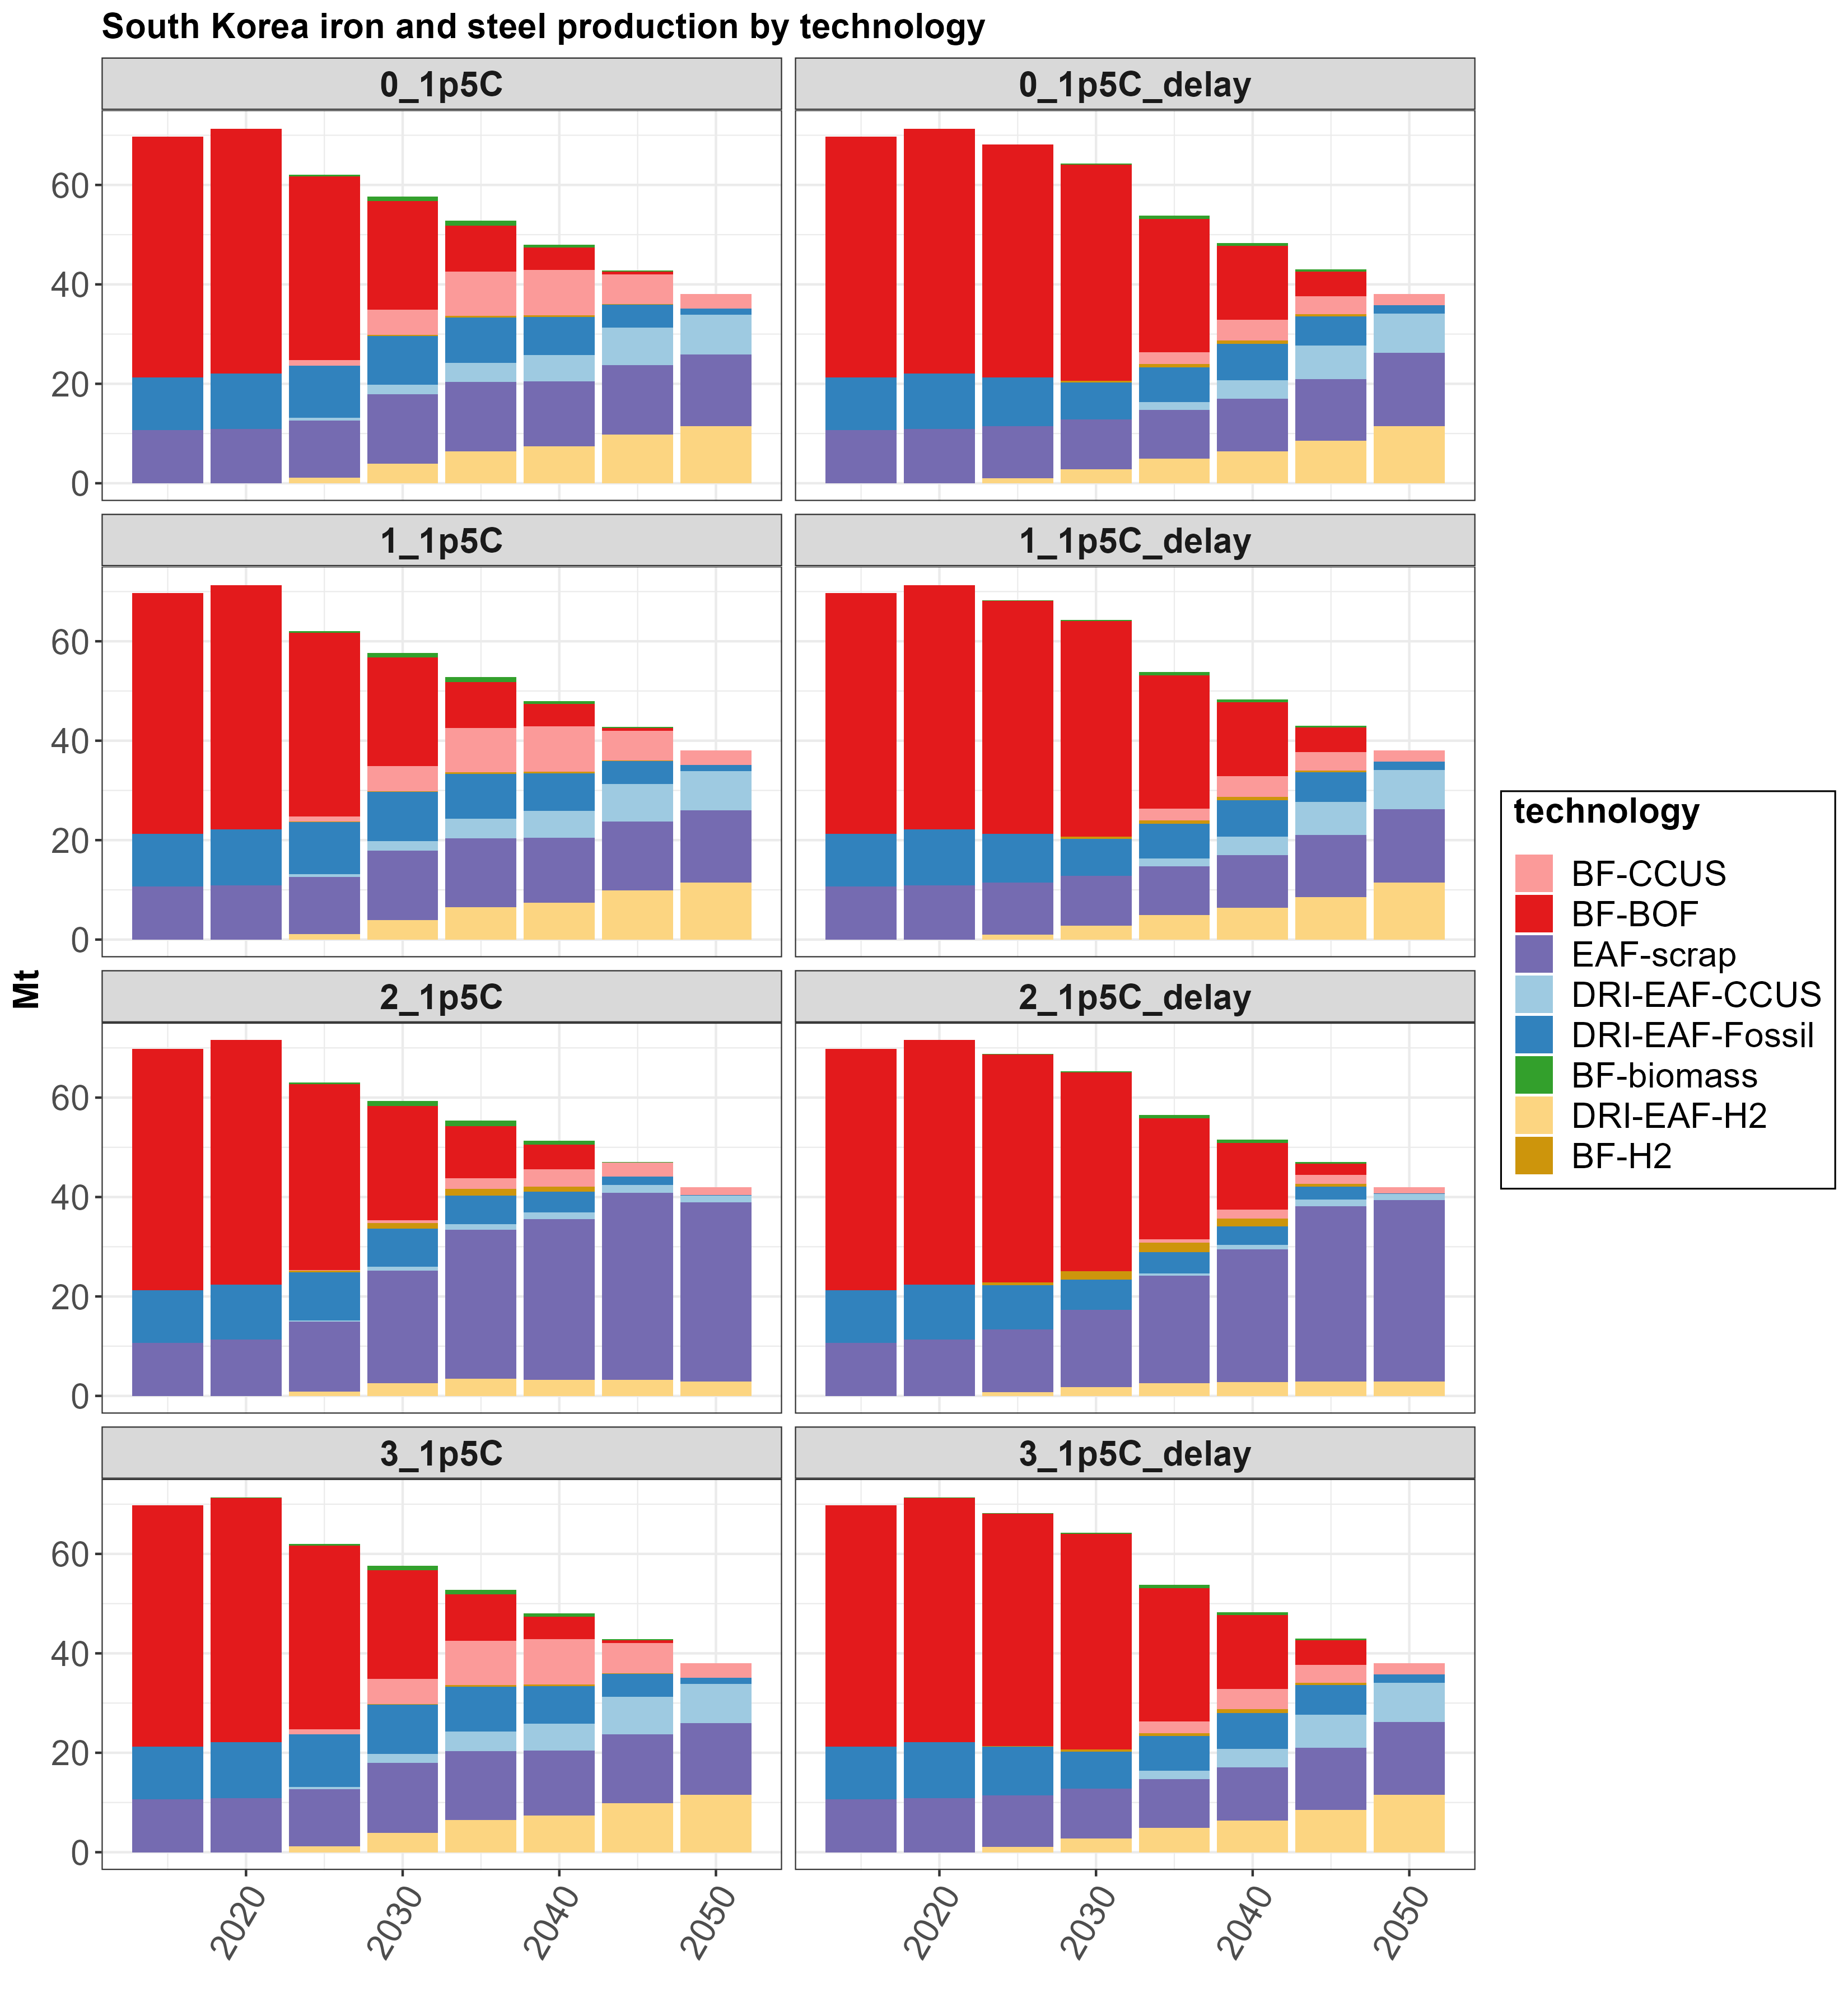 South Korea iron and steel production by technology
0_1p5C
0_1p5C_delay
60
40
20
0
1_1p5C
1_1p5C_delay
60
40
20
0
2_1p5C
2_1p5C_delay
60
40
20
0
3_1p5C
3_1p5C_delay
60
40
20
0
2020
2030
2040
2050
2020
2030
2040
2050
Mt
technology
BF-CCUS
BF-BOF
EAF-scrap
DRI-EAF-CCUS
DRI-EAF-Fossil
BF-biomass
DRI-EAF-H2
BF-H2